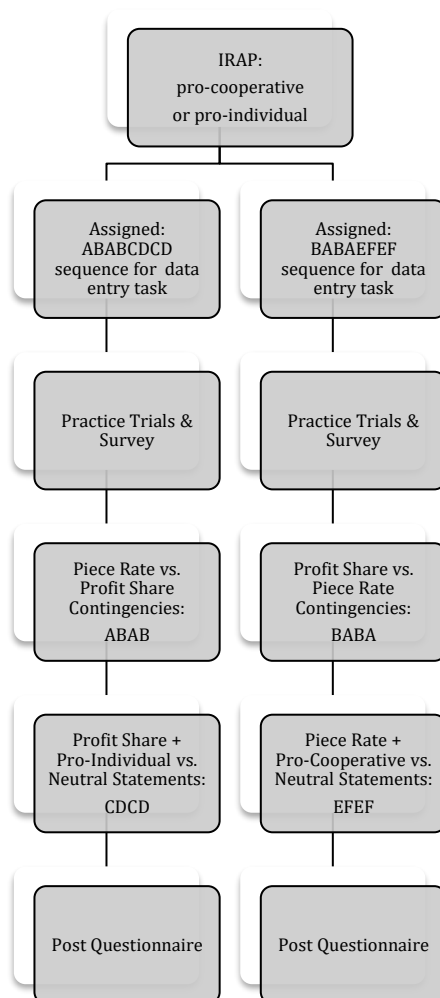 IRAP:
pro-cooperative
or pro-individual
Assigned:
ABABCDCD
sequence for data
entry task
Assigned:
BABAEFEF
sequence for data
entry task
Practice Trials &
Survey
Practice Trials &
Survey
Piece Rate vs.
Profit Share
Contingencies:
ABAB
Profit Share vs.
Piece Rate
Contingencies:
BABA
Profit Share +
Pro-Individual vs.
Neutral Statements:
CDCD
Piece Rate +
Pro-Cooperative vs.
Neutral Statements:
EFEF
Post Questionnaire
Post Questionnaire